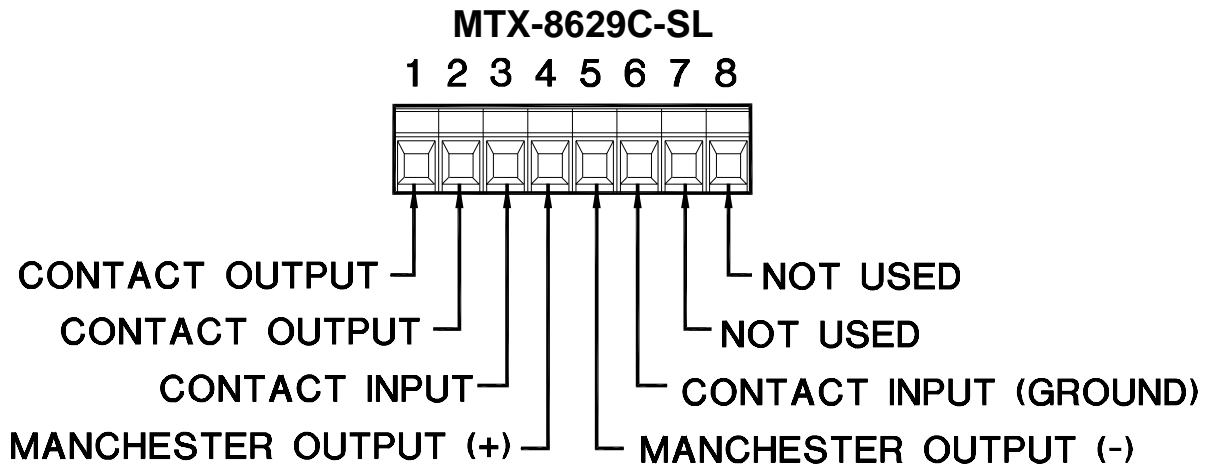 MTX-8629C-SL
1 2 3 4 5 6 7 8
CONTACT OUTPUT
NOT USED
CONTACT OUTPUT
NOT USED
CONTACT INPUT
CONTACT INPUT (GROUND)
MANCHESTER OUTPUT (+)
MANCHESTER OUTPUT (-)